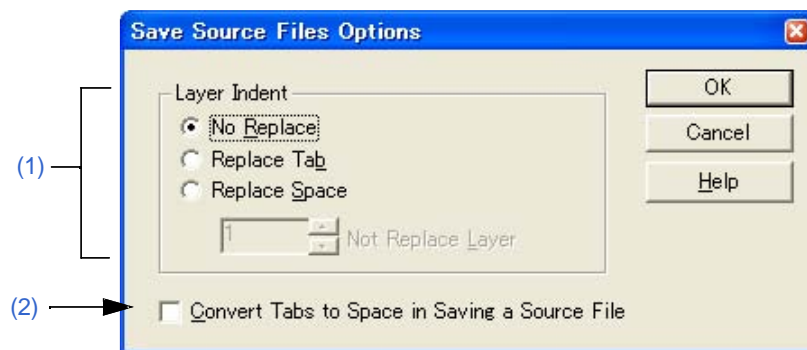 Save Source Files Options
Layer Indent
(1)
No Replace
Replace Tab
Replace Space
1 Not Replace Layer
OK
Cancel
Help
(2)
Convert Tabs to Space in Saving a Source File